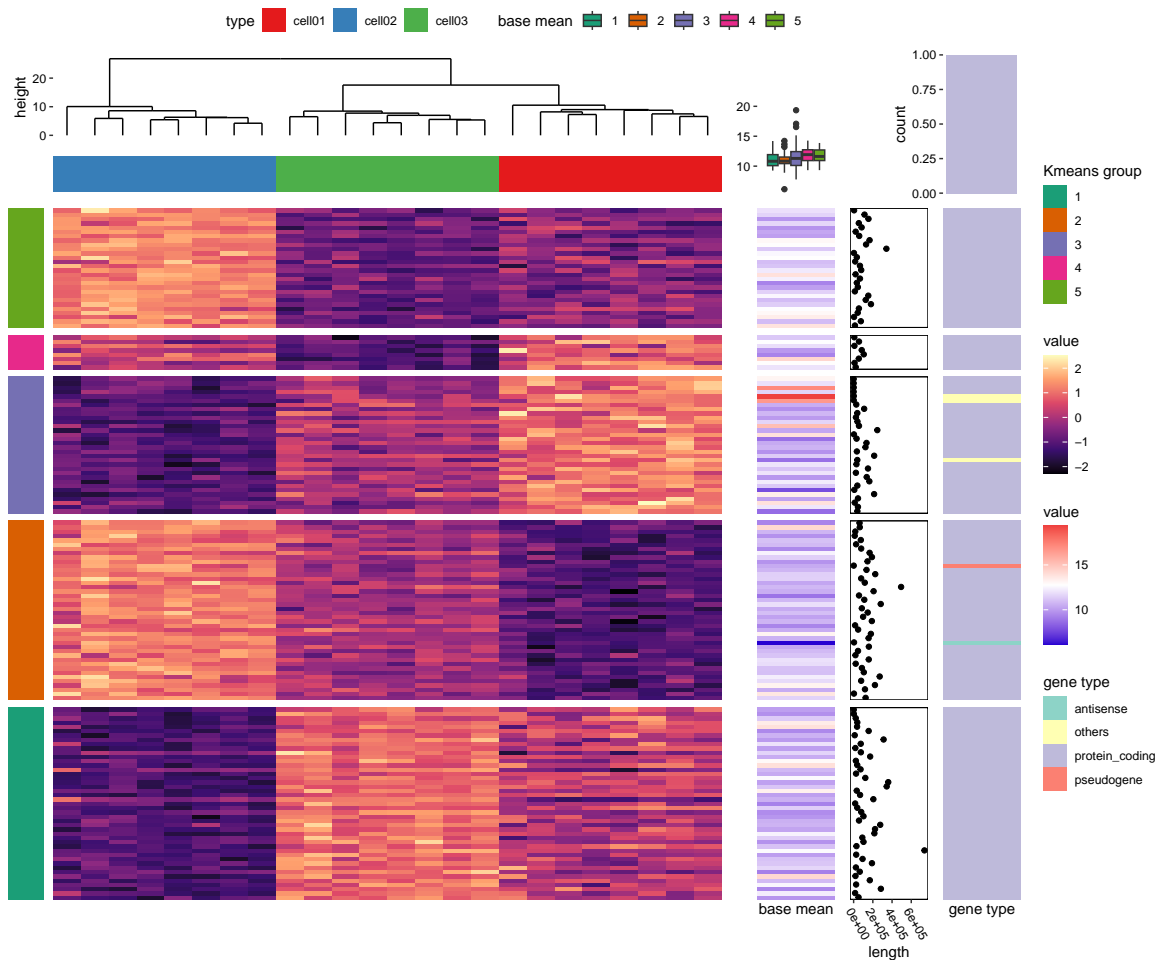 type cell01 cell02 cell03 base mean 1 2 3 4 5
height
20
10
0
20
15
10
count
1.00
0.75
0.50
0.25
0.00
Kmeans group
1
2
3
4
5
value
2
1
0
−1
−2
value
15
10
gene type
antisense
others
protein_coding
pseudogene
base mean
0e+00
2e+05
4e+05
6e+05
length
gene type